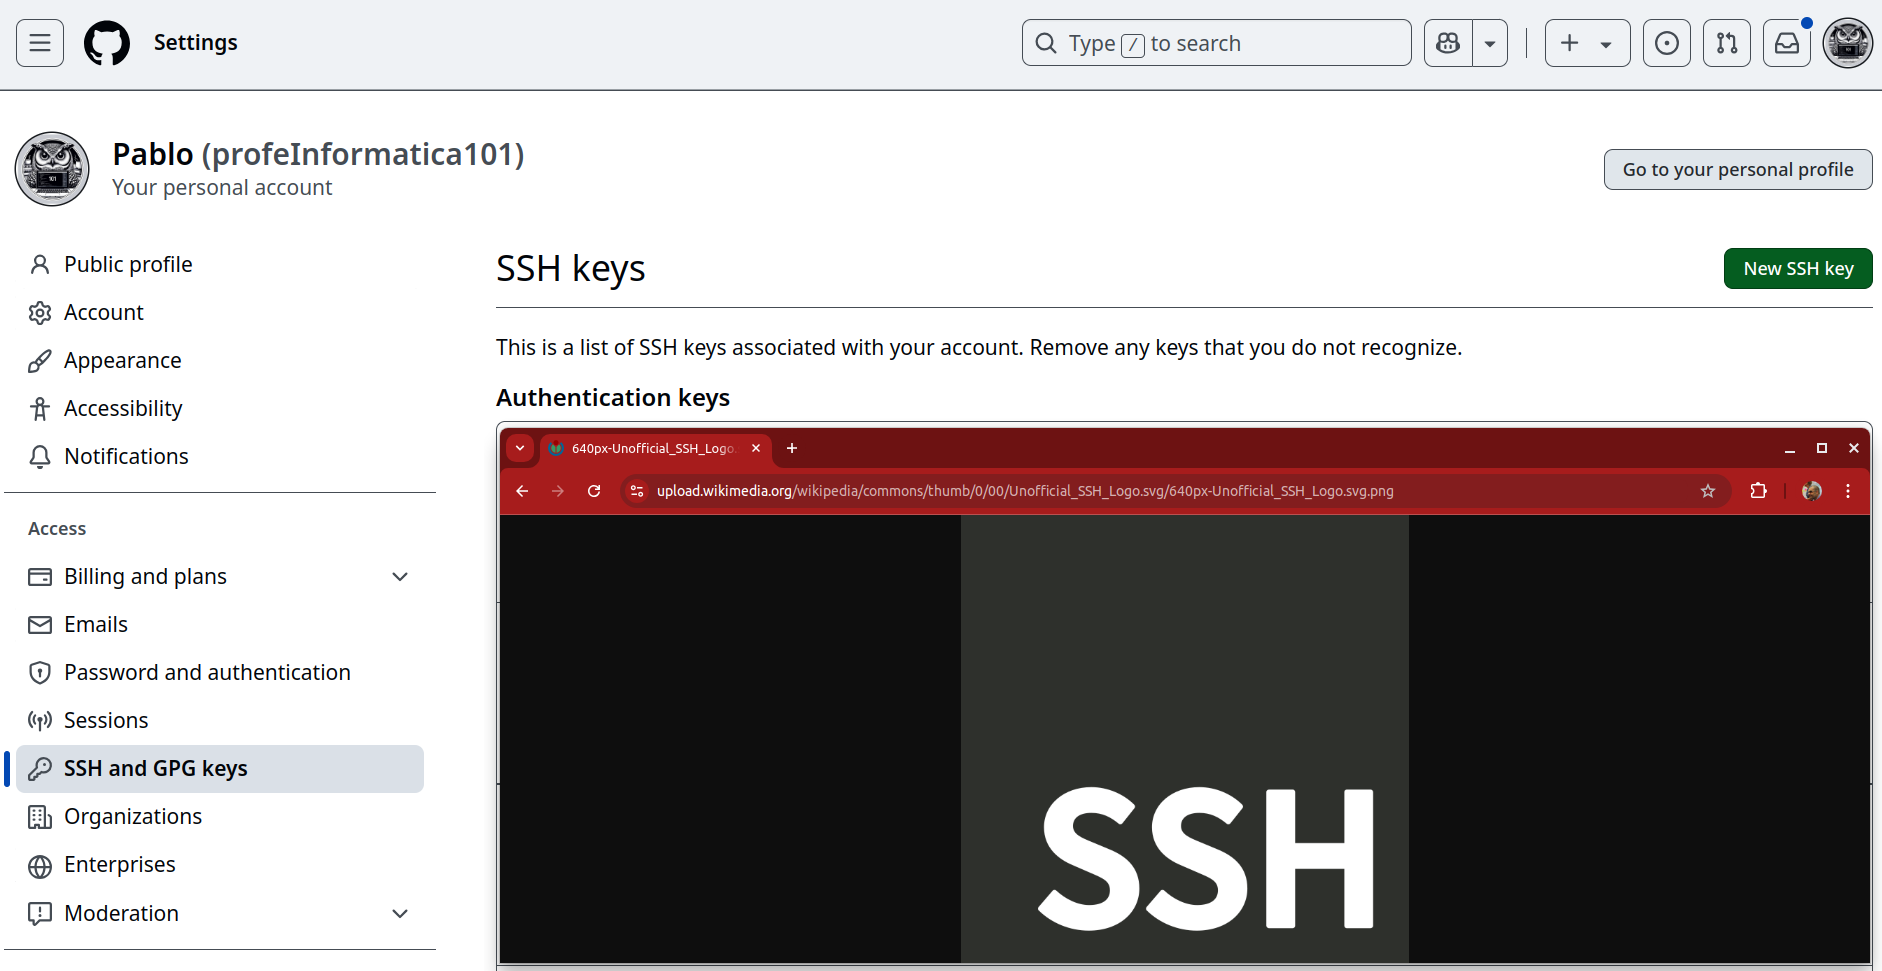 Settings
Type / to search
Pablo (profeInformatica101)
Your personal account
Go to your personal profile
Public profile
Account
Appearance
Accessibility
Notifications
Access
Billing and plans
Emails
Password and authentication
Sessions
SSH and GPG keys
Organizations
Enterprises
Moderation
SSH keys
New SSH key
This is a list of SSH keys associated with your account. Remove any keys that you do not recognize.
Authentication keys
640px-Unofficial_SSH_Logo.
upload.wikimedia.org/wikipedia/commons/thumb/0/00/Unofficial_SSH_Logo.svg/640px-Unofficial_SSH_Logo.svg.png
SSH